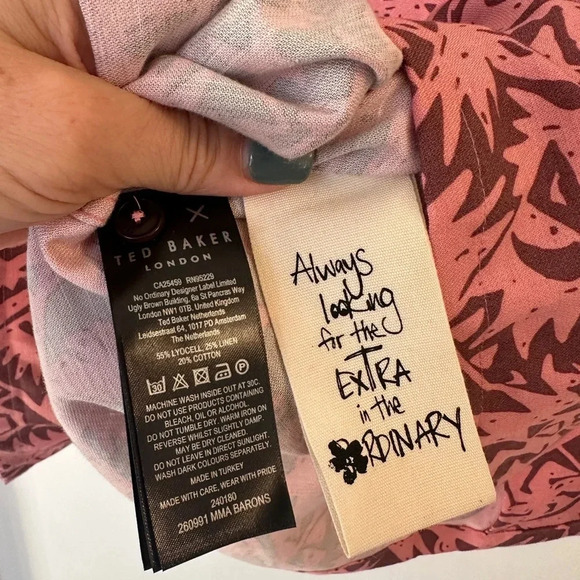 TED BAKER
LONDON
CA25459 RN95229
No Ordinary Designer Label Limited
Ugly Brown Building, 6a St Pancras Way
London NW1 0TB. United Kingdom
Ted Baker Netherlands
Leidsestraat 64, 1017 PD Amsterdam
The Netherlands
55% LYOCELL, 25% LINEN
20% COTTON
30
MACHINE WASH INSIDE OUT AT 30C.
DO NOT USE PRODUCTS CONTAINING
BLEACH, OIL OR ALCOHOL.
DO NOT TUMBLE DRY. WARM IRON ON
REVERSE WHILST SLIGHTLY DAMP.
MAY BE DRY CLEANED.
DO NOT LEAVE IN DIRECT SUNLIGHT.
WASH DARK COLOURS SEPARATELY.
MADE IN TURKEY
MADE WITH CARE, WEAR WITH PRIDE
240180
260991 MMA BARONS
Always
looking
for the
EXTRA
in the
ORDINARY